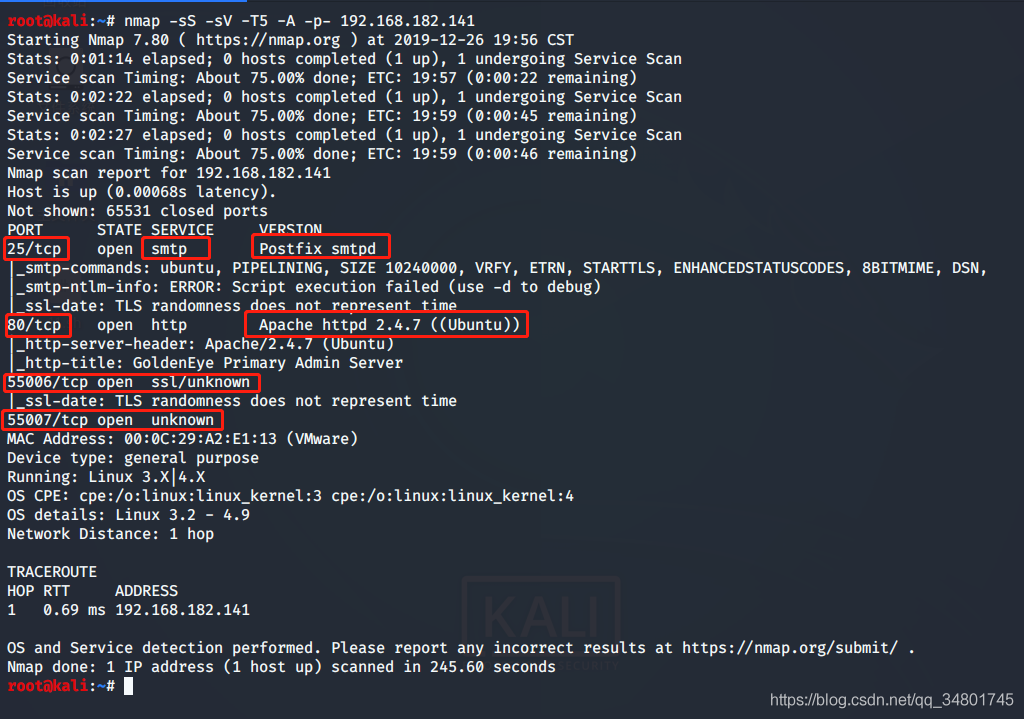 root@kali:~# nmap -sS -sV -T5 -A -p- 192.168.182.141
Starting Nmap 7.80 ( https://nmap.org ) at 2019-12-26 19:56 CST
Stats: 0:01:14 elapsed; 0 hosts completed (1 up), 1 undergoing Service Scan
Service scan Timing: About 75.00% done; ETC: 19:57 (0:00:22 remaining)
Stats: 0:02:22 elapsed; 0 hosts completed (1 up), 1 undergoing Service Scan
Service scan Timing: About 75.00% done; ETC: 19:59 (0:00:45 remaining)
Stats: 0:02:27 elapsed; 0 hosts completed (1 up), 1 undergoing Service Scan
Service scan Timing: About 75.00% done; ETC: 19:59 (0:00:46 remaining)
Nmap scan report for 192.168.182.141
Host is up (0.00068s latency).
Not shown: 65531 closed ports
PORT      STATE SERVICE     VERSION
25/tcp    open  smtp        Postfix smtpd
|_smtp-commands: ubuntu, PIPELINING, SIZE 10240000, VRFY, ETRN, STARTTLS, ENHANCEDSTATUSCODES, 8BITMIME, DSN,
|_smtp-ntlm-info: ERROR: Script execution failed (use -d to debug)
|_ssl-date: TLS randomness does not represent time
80/tcp    open  http        Apache httpd 2.4.7 ((Ubuntu))
|_http-server-header: Apache/2.4.7 (Ubuntu)
|_http-title: GoldenEye Primary Admin Server
55006/tcp open  ssl/unknown
|_ssl-date: TLS randomness does not represent time
55007/tcp open  unknown
MAC Address: 00:0C:29:A2:E1:13 (VMware)
Device type: general purpose
Running: Linux 3.X|4.X
OS CPE: cpe:/o:linux:linux_kernel:3 cpe:/o:linux:linux_kernel:4
OS details: Linux 3.2 - 4.9
Network Distance: 1 hop
TRACEROUTE
HOP RTT     ADDRESS
1   0.69 ms 192.168.182.141
KALI
OS and Service detection performed. Please report any incorrect results at https://nmap.org/submit/ .
Nmap done: 1 IP address (1 host up) scanned in 245.60 seconds
root@kali:~#
https://blog.csdn.net/qq_34801745